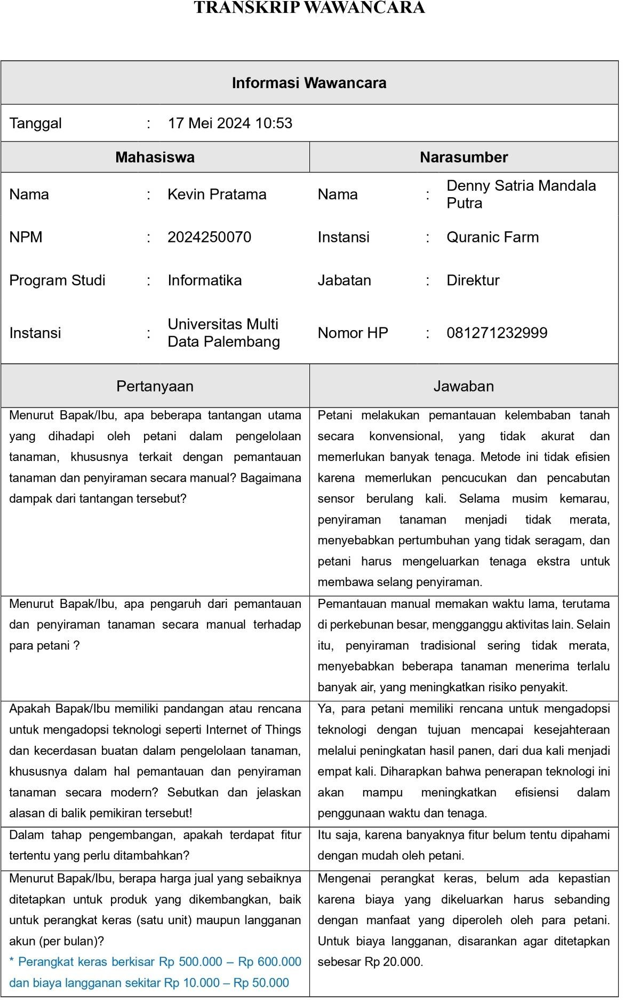 TRANSKRIP WAWANCARA
Informasi Wawancara
Tanggal : 17 Mei 2024 10:53
Mahasiswa Narasumber
Nama : Kevin Pratama Nama : Denny Satria Mandala
Putra
NPM : 2024250070 Instansi : Quranic Farm
Program Studi : Informatika Jabatan : Direktur
Instansi : Universitas Multi
Data Palembang Nomor HP : 081271232999
Pertanyaan Jawaban
Menurut Bapak/Ibu, apa beberapa tantangan utama
yang dihadapi oleh petani dalam pengelolaan
tanaman, khususnya terkait dengan pemantauan
tanaman dan penyiraman secara manual? Bagaimana
dampak dari tantangan tersebut?
Petani melakukan pemantauan kelembaban tanah
secara konvensional, yang tidak akurat dan
memerlukan banyak tenaga. Metode ini tidak efisien
karena memerlukan pencucukan dan pencabutan
sensor berulang kali. Selama musim kemarau,
penyiraman tanaman menjadi tidak merata,
menyebabkan pertumbuhan yang tidak seragam, dan
petani harus mengeluarkan tenaga ekstra untuk
membawa selang penyiraman.
Menurut Bapak/Ibu, apa pengaruh dari pemantauan
dan penyiraman tanaman secara manual terhadap
para petani ?
Pemantauan manual memakan waktu lama, terutama
di perkebunan besar, mengganggu aktivitas lain. Selain
itu, penyiraman tradisional sering tidak merata,
menyebabkan beberapa tanaman menerima terlalu
banyak air, yang meningkatkan risiko penyakit.
Apakah Bapak/Ibu memiliki pandangan atau rencana
untuk mengadopsi teknologi seperti Internet of Things
dan kecerdasan buatan dalam pengelolaan tanaman,
khususnya dalam hal pemantauan dan penyiraman
tanaman secara modern? Sebutkan dan jelaskan
alasan di balik pemikiran tersebut!
Ya, para petani memiliki rencana untuk mengadopsi
teknologi dengan tujuan mencapai kesejahteraan
melalui peningkatan hasil panen, dari dua kali menjadi
empat kali. Diharapkan bahwa penerapan teknologi ini
akan mampu meningkatkan efisiensi dalam
penggunaan waktu dan tenaga.
Dalam tahap pengembangan, apakah terdapat fitur
tertentu yang perlu ditambahkan?
Itu saja, karena banyaknya fitur belum tentu dipahami
dengan mudah oleh petani.
Menurut Bapak/Ibu, berapa harga jual yang sebaiknya
ditetapkan untuk produk yang dikembangkan, baik
untuk perangkat keras (satu unit) maupun langganan
akun (per bulan)?
* Perangkat keras berkisar Rp 500.000 – Rp 600.000
dan biaya langganan sekitar Rp 10.000 – Rp 50.000
Mengenai perangkat keras, belum ada kepastian
karena biaya yang dikeluarkan harus sebanding
dengan manfaat yang diperoleh oleh para petani.
Untuk biaya langganan, disarankan agar ditetapkan
sebesar Rp 20.000.